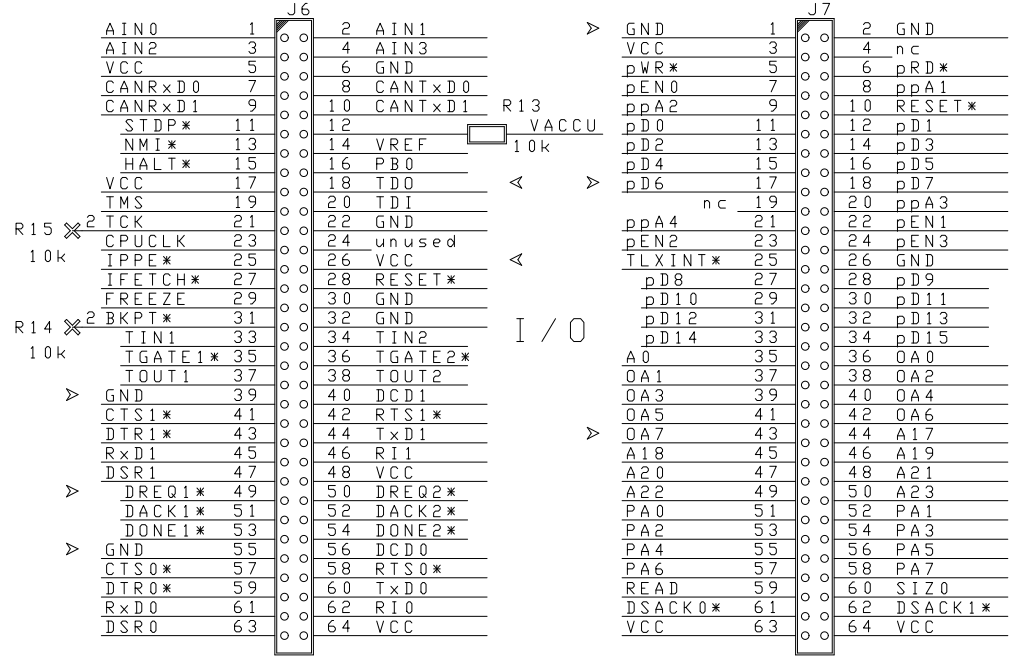 J6 J7
AIN0 1 2 AIN1 GND 1 2 GND
AIN2 3 4 AIN3 VCC 3 4 nc
VCC 5 6 GND pWR* 5 6 pRD*
CANRxD0 7 8 CANTxD0 pEN0 7 8 ppA1
CANRxD1 9 10 CANTxD1 R13 ppA2 9 10 RESET*
STDP* 11 12 VACCU pD0 11 12 pD1
NMI* 13 14 VREF 10k pD2 13 14 pD3
HALT* 15 16 PB0 pD4 15 16 pD5
VCC 17 18 TDO pD6 17 18 pD7
TMS 19 20 TDI nc 19 20 ppA3
R15 2 TCK 21 22 GND ppA4 21 22 pEN1
10k CPUCLK 23 24 unused pEN2 23 24 pEN3
IPPE* 25 26 VCC TLXINT* 25 26 GND
IFETCH* 27 28 RESET* pD8 27 28 pD9
FREEZE 29 30 GND pD10 29 30 pD11
R14 2 BKPT* 31 32 GND I/O pD12 31 32 pD13
10k TIN1 33 34 TIN2 pD14 33 34 pD15
TGATE1* 35 36 TGATE2* A0 35 36 OA0
TOUT1 37 38 TOUT2 OA1 37 38 OA2
GND 39 40 DCD1 OA3 39 40 OA4
CTS1* 41 42 RTS1* OA5 41 42 OA6
DTR1* 43 44 TxD1 OA7 43 44 A17
RxD1 45 46 RI1 A18 45 46 A19
DSR1 47 48 VCC A20 47 48 A21
DREQ1* 49 50 DREQ2* A22 49 50 A23
DACK1* 51 52 DACK2* PA0 51 52 PA1
DONE1* 53 54 DONE2* PA2 53 54 PA3
GND 55 56 DCD0 PA4 55 56 PA5
CTS0* 57 58 RTS0* PA6 57 58 PA7
DTR0* 59 60 TxD0 READ 59 60 SIZ0
RxD0 61 62 RI0 DSACK0* 61 62 DSACK1*
DSR0 63 64 VCC VCC 63 64 VCC